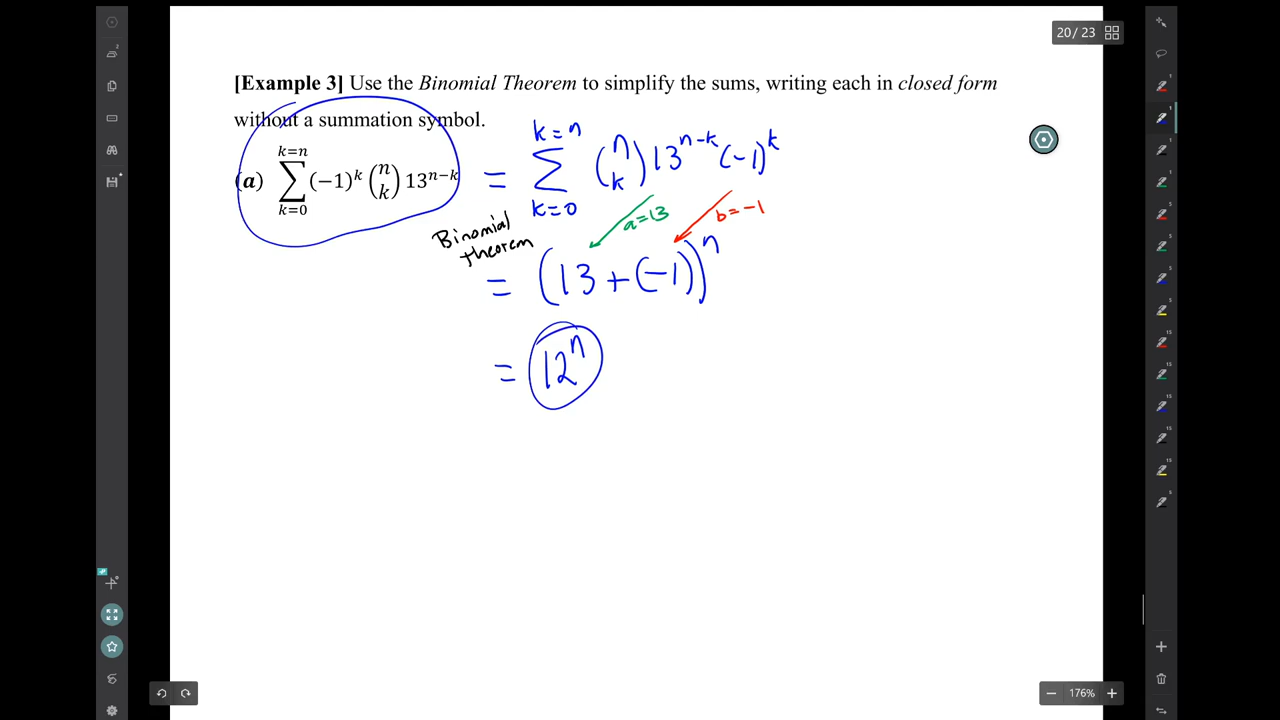 20 / 23
[Example 3] Use the Binomial Theorem to simplify the sums, writing each in closed form
without a summation symbol.
(a) ∑_{k=0}^{k=n} (−1)^k (n k) 13^{n−k} = ∑_{k=0}^{k=n} (n k) 13^{n−k} (−1)^k
a=13 b=−1
Binomial
theorem
= (13 + (−1))^n
= 12^n
176%